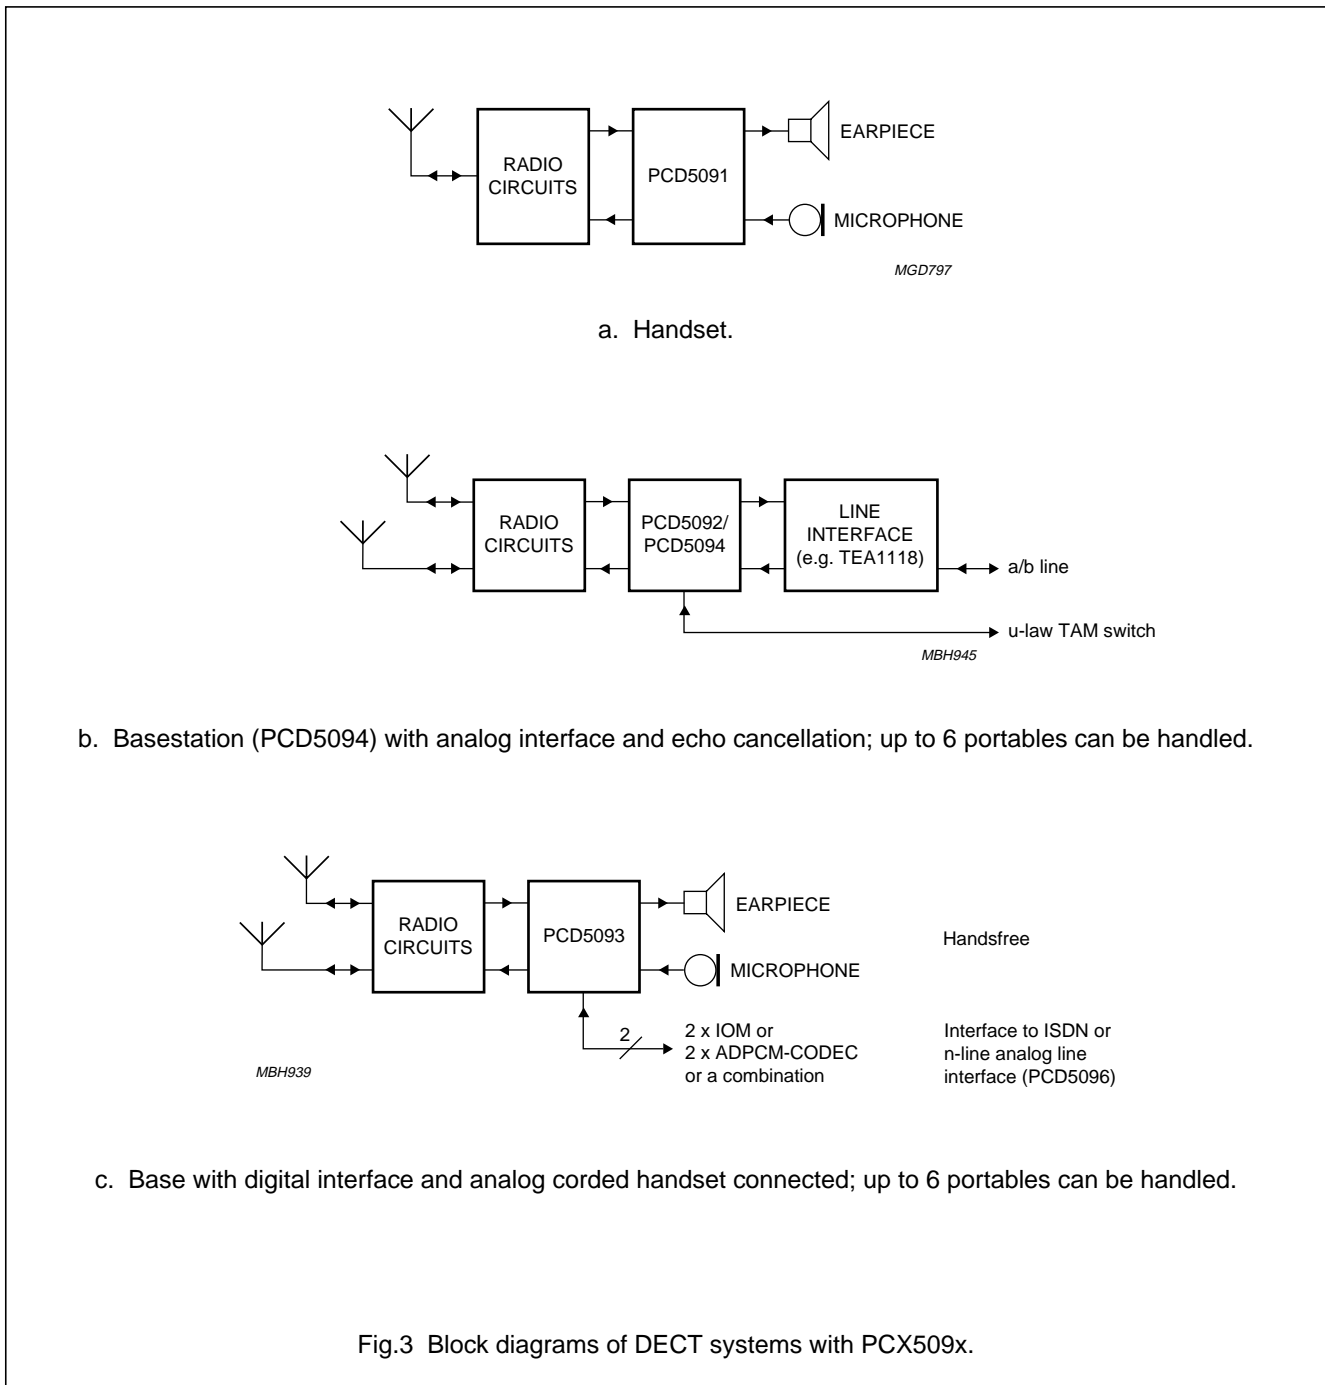 RADIO
CIRCUITS
PCD5091
EARPIECE
MICROPHONE
MGD797
a. Handset.
RADIO
CIRCUITS
PCD5092/
PCD5094
LINE
INTERFACE
(e.g. TEA1118)
a/b line
u-law TAM switch
MBH945
b. Basestation (PCD5094) with analog interface and echo cancellation; up to 6 portables can be handled.
RADIO
CIRCUITS
PCD5093
EARPIECE
MICROPHONE
Handsfree
2
2 x IOM or
2 x ADPCM-CODEC
or a combination
Interface to ISDN or
n-line analog line
interface (PCD5096)
MBH939
c. Base with digital interface and analog corded handset connected; up to 6 portables can be handled.
Fig.3 Block diagrams of DECT systems with PCX509x.